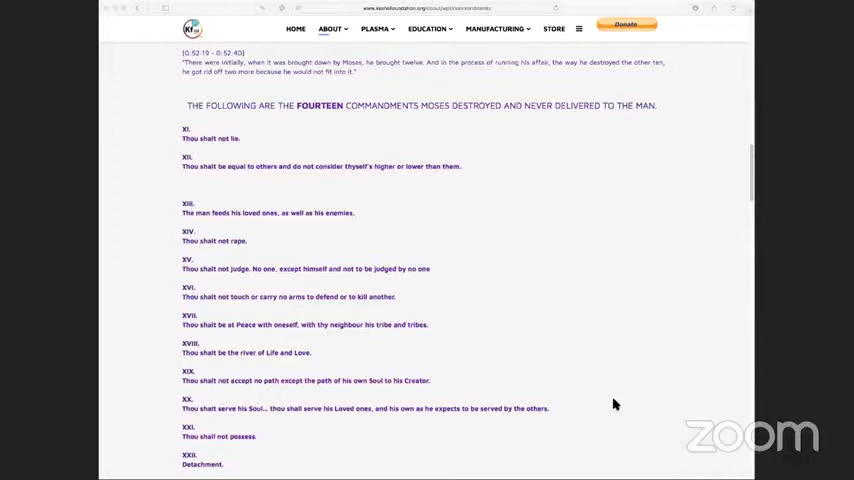 www.keshefoundation.org/about/wpt/commandments
Kf
HOME
ABOUT
PLASMA
EDUCATION
MANUFACTURING
STORE
Donate
[0:52:19 - 0:52:40]
"There were initially, when it was brought down by Moses, he brought twelve. And in the process of running his affair, the way he destroyed the other ten,
he got rid off two more because he would not fit into it."
THE FOLLOWING ARE THE FOURTEEN COMMANDMENTS MOSES DESTROYED AND NEVER DELIVERED TO THE MAN.
XI.
Thou shalt not lie.
XII.
Thou shalt be equal to others and do not consider thyself's higher or lower than them.
XIII.
The man feeds his loved ones, as well as his enemies.
XIV.
Thou shalt not rape.
XV.
Thou shalt not judge. No one, except himself and not to be judged by no one
XVI.
Thou shalt not touch or carry no arms to defend or to kill another.
XVII.
Thou shalt be at Peace with oneself, with thy neighbour his tribe and tribes.
XVIII.
Thou shalt be the river of Life and Love.
XIX.
Thou shalt not accept no path except the path of his own Soul to his Creator.
XX.
Thou shalt serve his Soul... thou shall serve his Loved ones, and his own as he expects to be served by the others.
XXI.
Thou shall not possess.
XXII.
Detachment.
zoom